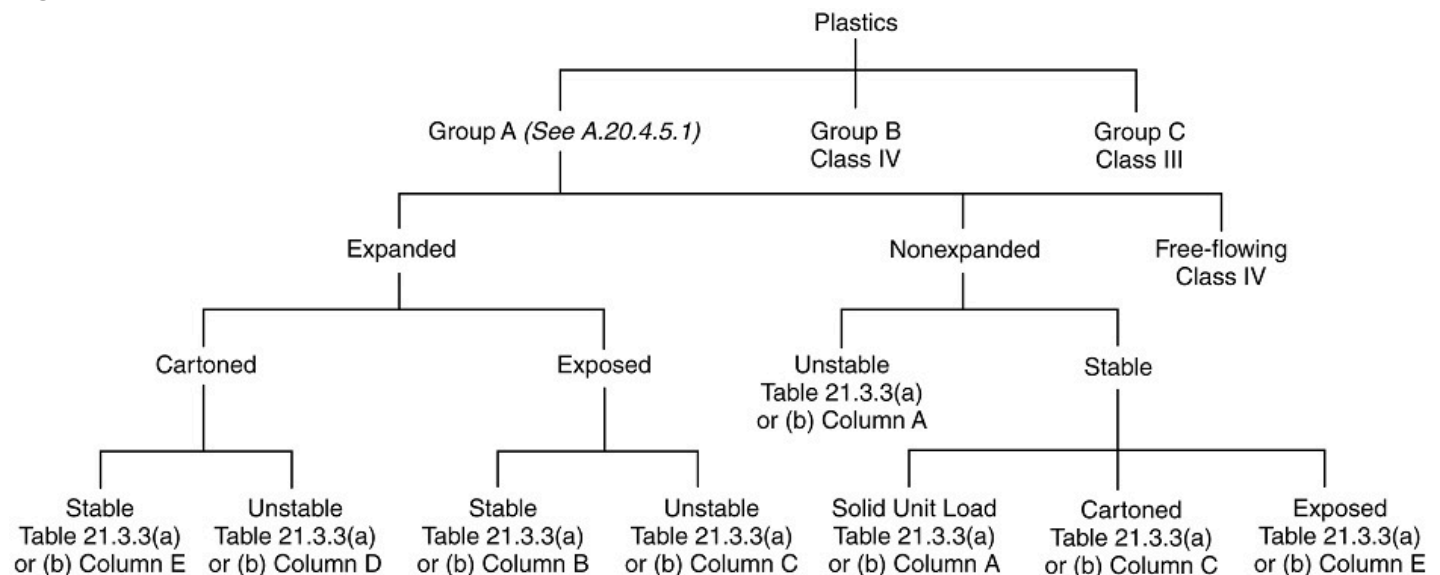 Plastics
Group A (See A.20.4.5.1)
Group B
Class IV
Group C
Class III
Expanded
Nonexpanded
Free-flowing
Class IV
Cartoned
Exposed
Unstable
Table 21.3.3(a)
or (b) Column A
Stable
Stable
Table 21.3.3(a)
or (b) Column E
Unstable
Table 21.3.3(a)
or (b) Column D
Stable
Table 21.3.3(a)
or (b) Column B
Unstable
Table 21.3.3(a)
or (b) Column C
Solid Unit Load
Table 21.3.3(a)
or (b) Column A
Cartoned
Table 21.3.3(a)
or (b) Column C
Exposed
Table 21.3.3(a)
or (b) Column E